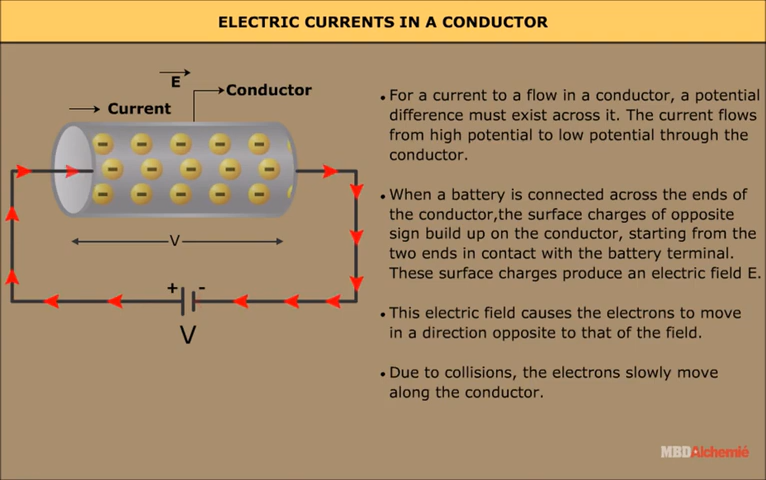 ELECTRIC CURRENTS IN A CONDUCTOR
E
Conductor
Current
V
+ -
V
• For a current to a flow in a conductor, a potential
difference must exist across it. The current flows
from high potential to low potential through the
conductor.
• When a battery is connected across the ends of
the conductor,the surface charges of opposite
sign build up on the conductor, starting from the
two ends in contact with the battery terminal.
These surface charges produce an electric field E.
• This electric field causes the electrons to move
in a direction opposite to that of the field.
• Due to collisions, the electrons slowly move
along the conductor.
MBDAlchemié